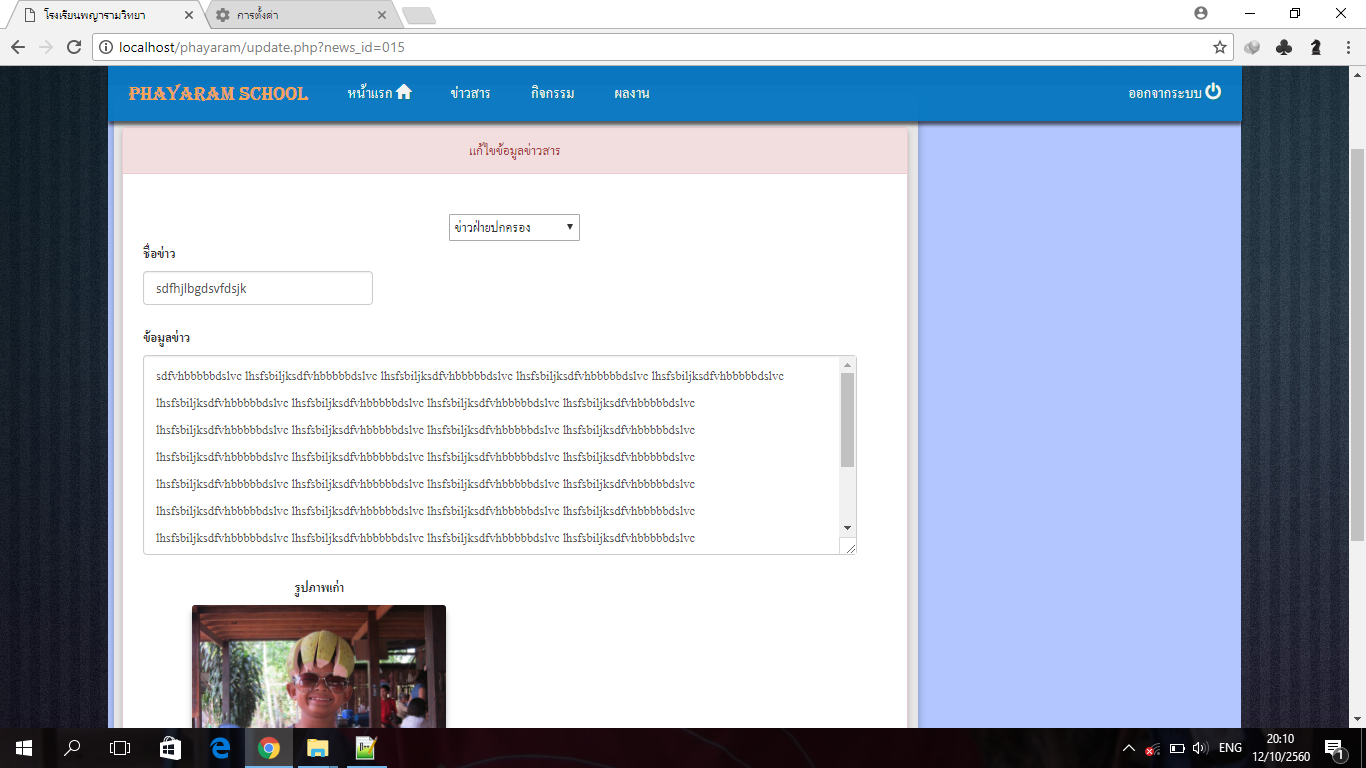 โรงเรียนพญารามวิทยา
การตั้งค่า
localhost/phayaram/update.php?news_id=015
PHAYARAM SCHOOL หน้าแรก ข่าวสาร กิจกรรม ผลงาน ออกจากระบบ
แก้ไขข้อมูลข่าวสาร
ข่าวฝ่ายปกครอง
ชื่อข่าว
sdfhjlbgdsvfdsjk
ข้อมูลข่าว
sdfvhbbbbbdslvc lhsfsbiljksdfvhbbbbbdslvc lhsfsbiljksdfvhbbbbbdslvc lhsfsbiljksdfvhbbbbbdslvc lhsfsbiljksdfvhbbbbbdslvc
lhsfsbiljksdfvhbbbbbdslvc lhsfsbiljksdfvhbbbbbdslvc lhsfsbiljksdfvhbbbbbdslvc lhsfsbiljksdfvhbbbbbdslvc
lhsfsbiljksdfvhbbbbbdslvc lhsfsbiljksdfvhbbbbbdslvc lhsfsbiljksdfvhbbbbbdslvc lhsfsbiljksdfvhbbbbbdslvc
lhsfsbiljksdfvhbbbbbdslvc lhsfsbiljksdfvhbbbbbdslvc lhsfsbiljksdfvhbbbbbdslvc lhsfsbiljksdfvhbbbbbdslvc
lhsfsbiljksdfvhbbbbbdslvc lhsfsbiljksdfvhbbbbbdslvc lhsfsbiljksdfvhbbbbbdslvc lhsfsbiljksdfvhbbbbbdslvc
lhsfsbiljksdfvhbbbbbdslvc lhsfsbiljksdfvhbbbbbdslvc lhsfsbiljksdfvhbbbbbdslvc lhsfsbiljksdfvhbbbbbdslvc
lhsfsbiljksdfvhbbbbbdslvc lhsfsbiljksdfvhbbbbbdslvc lhsfsbiljksdfvhbbbbbdslvc lhsfsbiljksdfvhbbbbbdslvc
รูปภาพเก่า
ENG
20:10
12/10/2560
1